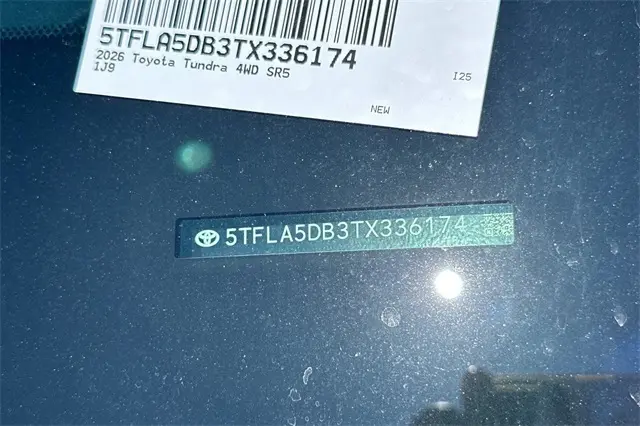 5TFLA5DB3TX336174
2026 Toyota Tundra 4WD SR5
1J9
I25
NEW
5TFLA5DB3TX336174